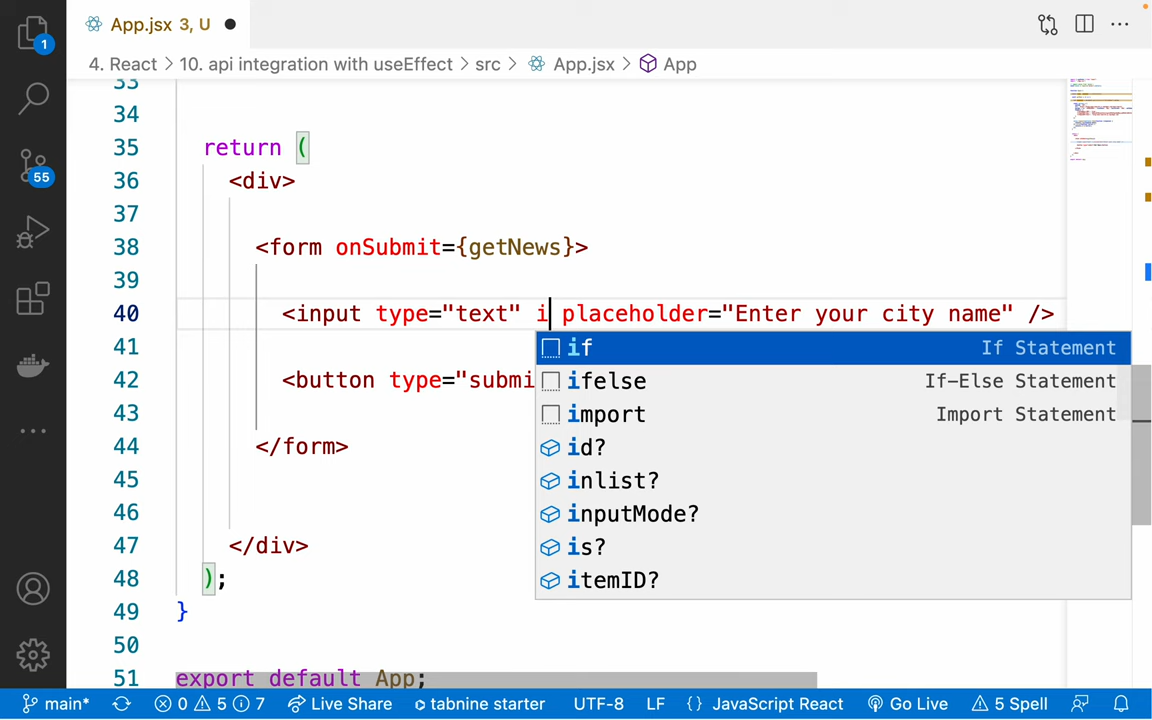 App.jsx 3, U
1
4. React > 10. api integration with useEffect > src > App.jsx > App
33
34
35 return (
36 <div>
37
38 <form onSubmit={getNews}>
39
40 <input type="text" i placeholder="Enter your city name" />
if If Statement
41
ifelse If-Else Statement
42 <button type="submi
import Import Statement
43
id?
44 </form>
inlist?
45
inputMode?
46
is?
47 </div>
itemID?
48 );
49 }
50
51 export default App;
55
main* 0 5 7 Live Share tabnine starter UTF-8 LF {} JavaScript React Go Live 5 Spell